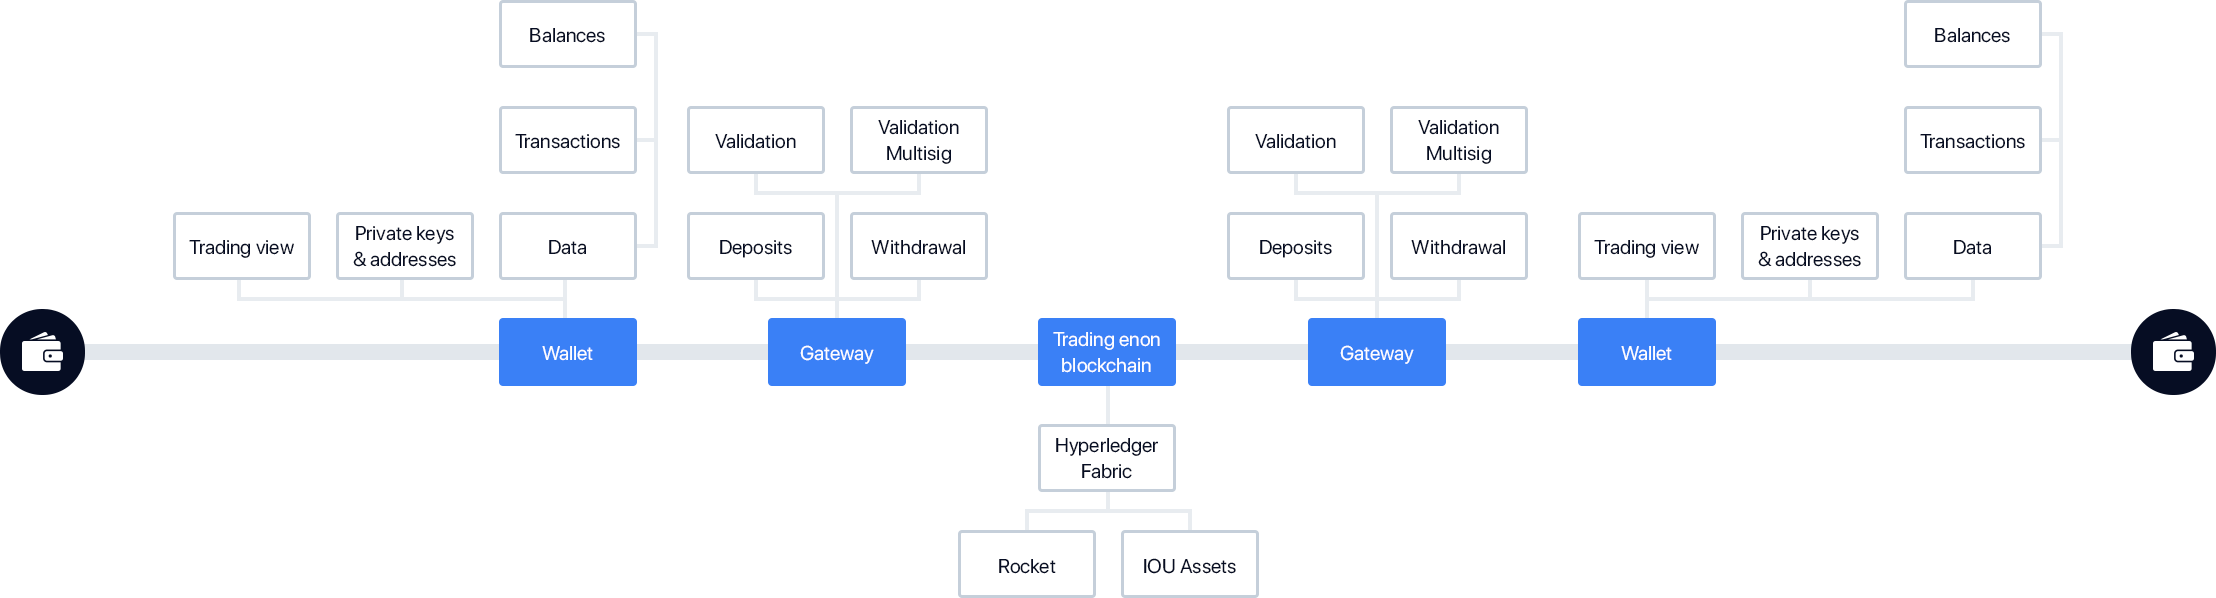 Balances
Balances
Transactions
Validation
Validation
Multisig
Validation
Validation
Multisig
Transactions
Trading view
Private keys
& addresses
Data
Deposits
Withdrawal
Deposits
Withdrawal
Trading view
Private keys
& addresses
Data
Wallet
Gateway
Trading enon
blockchain
Gateway
Wallet
Hyperledger
Fabric
Rocket
IOU Assets